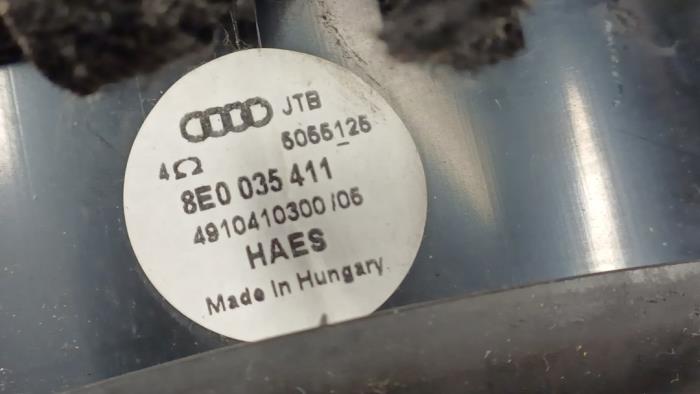 JTB
5055125
4Ω
8E0 035 411
4910410300 /05
HAES
Made In Hungary